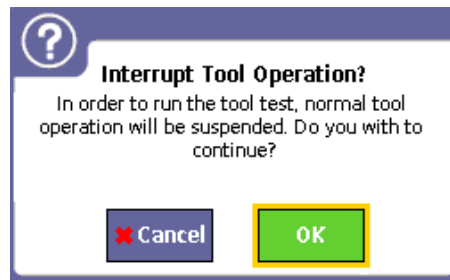 Interrupt Tool Operation?
In order to run the tool test, normal tool
operation will be suspended. Do you with to
continue?
Cancel OK